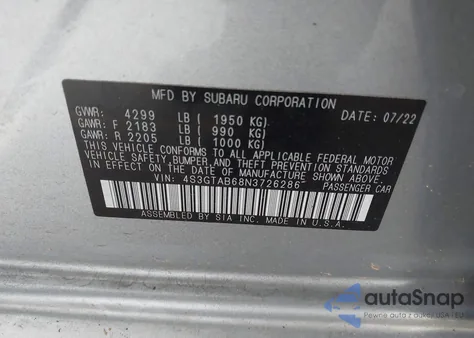 MFD BY SUBARU CORPORATION
GVWR: 4299 LB ( 1950 KG) DATE: 07/22
GAWR: F 2183 LB ( 990 KG)
GAWR: R 2205 LB ( 1000 KG)
THIS VEHICLE CONFORMS TO ALL APPLICABLE FEDERAL MOTOR
VEHICLE SAFETY, BUMPER, AND THEFT PREVENTION STANDARDS
IN EFFECT ON THE DATE OF MANUFACTURE SHOWN ABOVE.
VIN: 4S3GTAB68N3726286 PASSENGER CAR
ASSEMBLED BY SIA INC. MADE IN U.S.A.
autoSnap